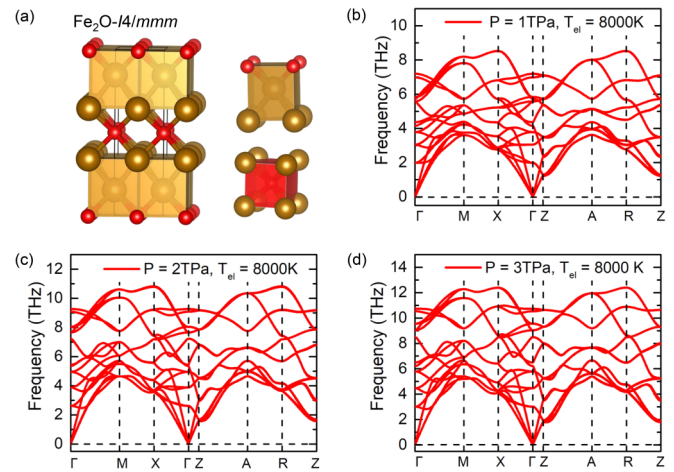 (a)
Fe₂O-I4/mmm
(b)
P = 1TPa, Tel = 8000K
Frequency (THz)
10
8
6
4
2
0
Γ M X Γ Z A R Z
(c)
P = 2TPa, Tel = 8000K
Frequency (THz)
12
10
8
6
4
2
0
Γ M X Γ Z A R Z
(d)
P = 3TPa, Tel = 8000 K
Frequency (THz)
14
12
10
8
6
4
2
0
Γ M X Γ Z A R Z